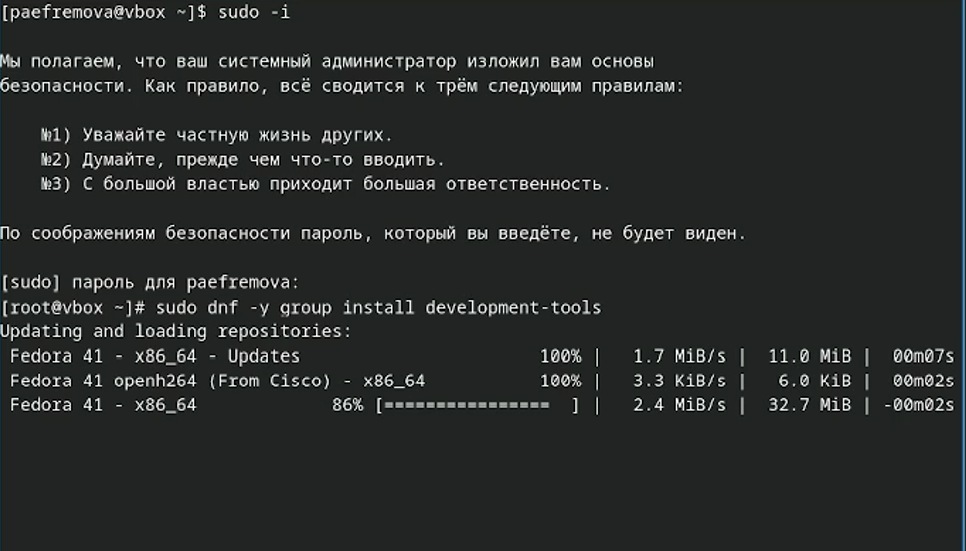 [paefremova@vbox ~]$ sudo -i
Мы полагаем, что ваш системный администратор изложил вам основы
безопасности. Как правило, всё сводится к трём следующим правилам:
№1) Уважайте частную жизнь других.
№2) Думайте, прежде чем что-то вводить.
№3) С большой властью приходит большая ответственность.
По соображениям безопасности пароль, который вы введёте, не будет виден.
[sudo] пароль для paefremova:
[root@vbox ~]# sudo dnf -y group install development-tools
Updating and loading repositories:
Fedora 41 - x86_64 - Updates 100% | 1.7 MiB/s | 11.0 MiB | 00m07s
Fedora 41 openh264 (From Cisco) - x86_64 100% | 3.3 KiB/s | 6.0 KiB | 00m02s
Fedora 41 - x86_64 86% [================ ] | 2.4 MiB/s | 32.7 MiB | -00m02s